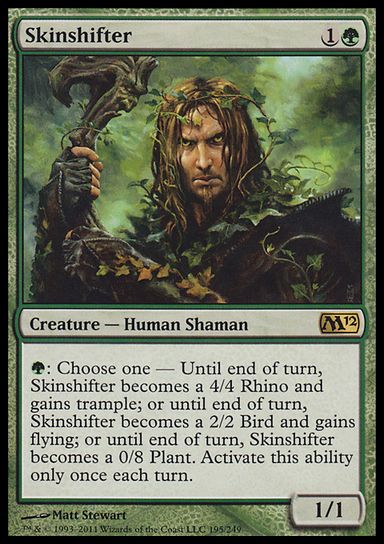 Skinshifter 1
Creature — Human Shaman M12
: Choose one — Until end of turn,
Skinshifter becomes a 4/4 Rhino and
gains trample; or until end of turn,
Skinshifter becomes a 2/2 Bird and gains
flying; or until end of turn, Skinshifter
becomes a 0/8 Plant. Activate this ability
only once each turn.
Matt Stewart
™ & © 1993-2011 Wizards of the Coast LLC 195/249
1/1